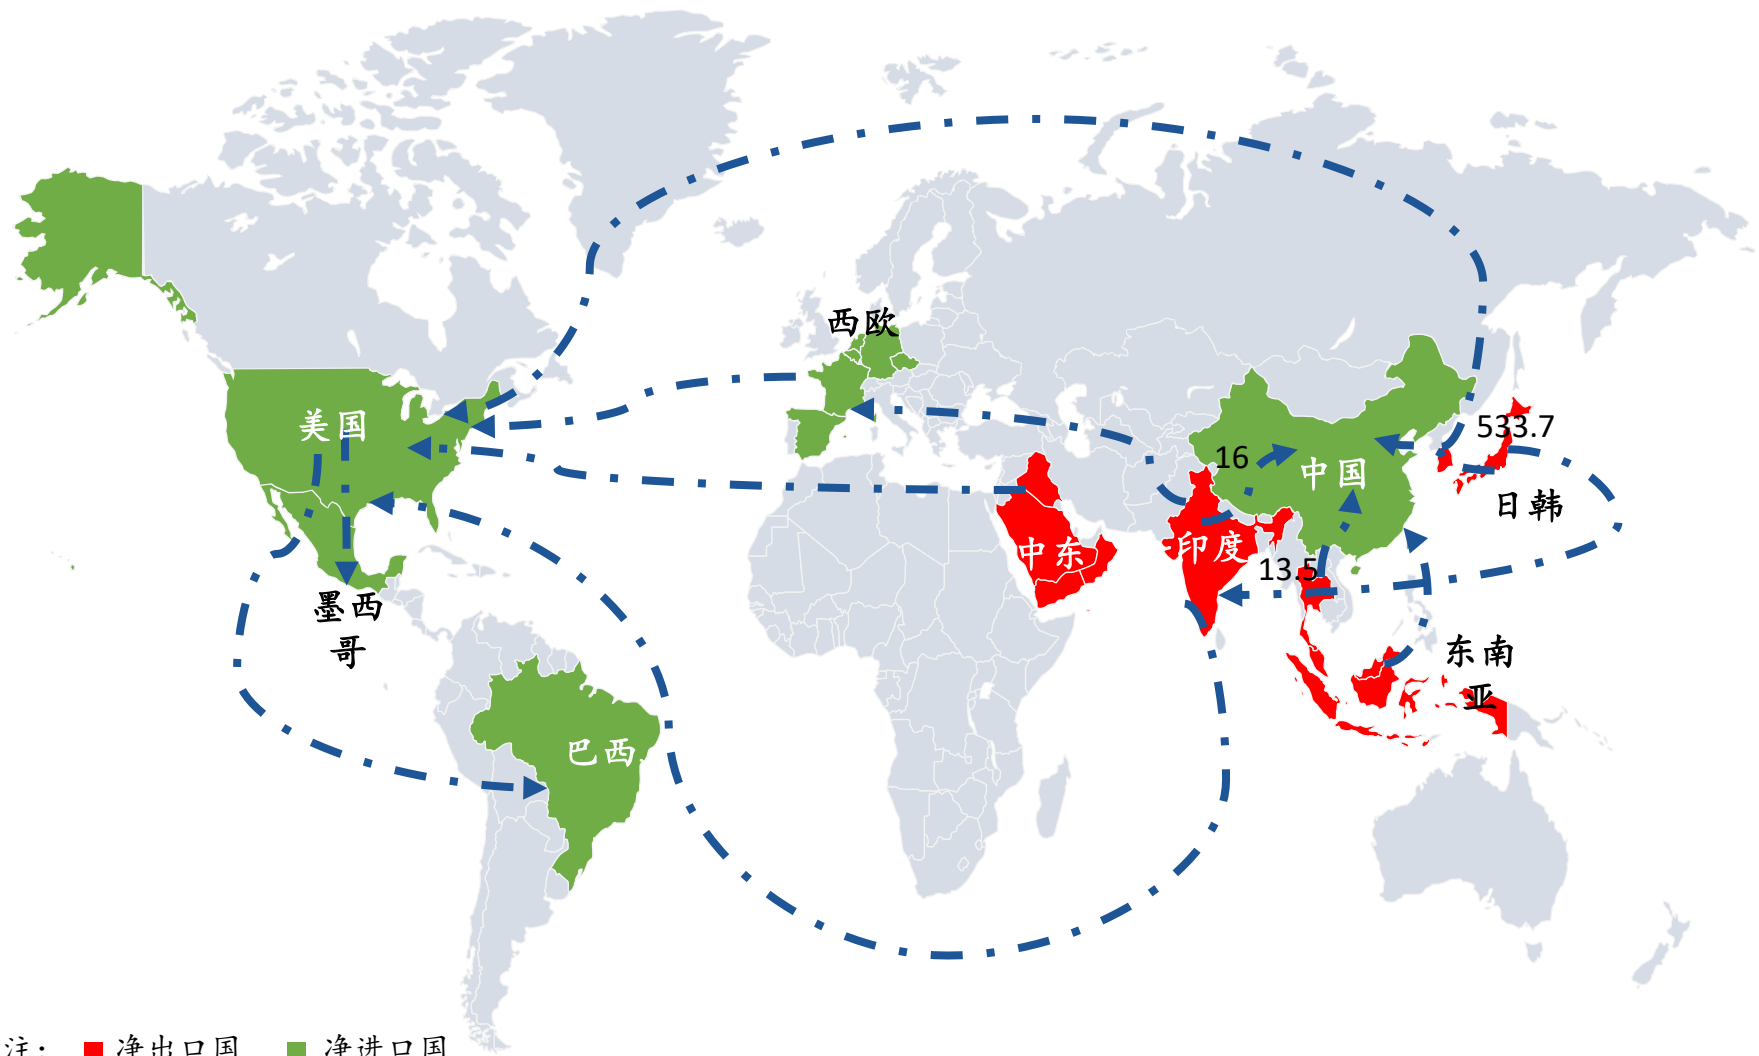 西欧
美国
533.7
16
中国
日韩
中东
印度
13.5
墨西
哥
东南
亚
巴西
注： 净出口国 净进口国